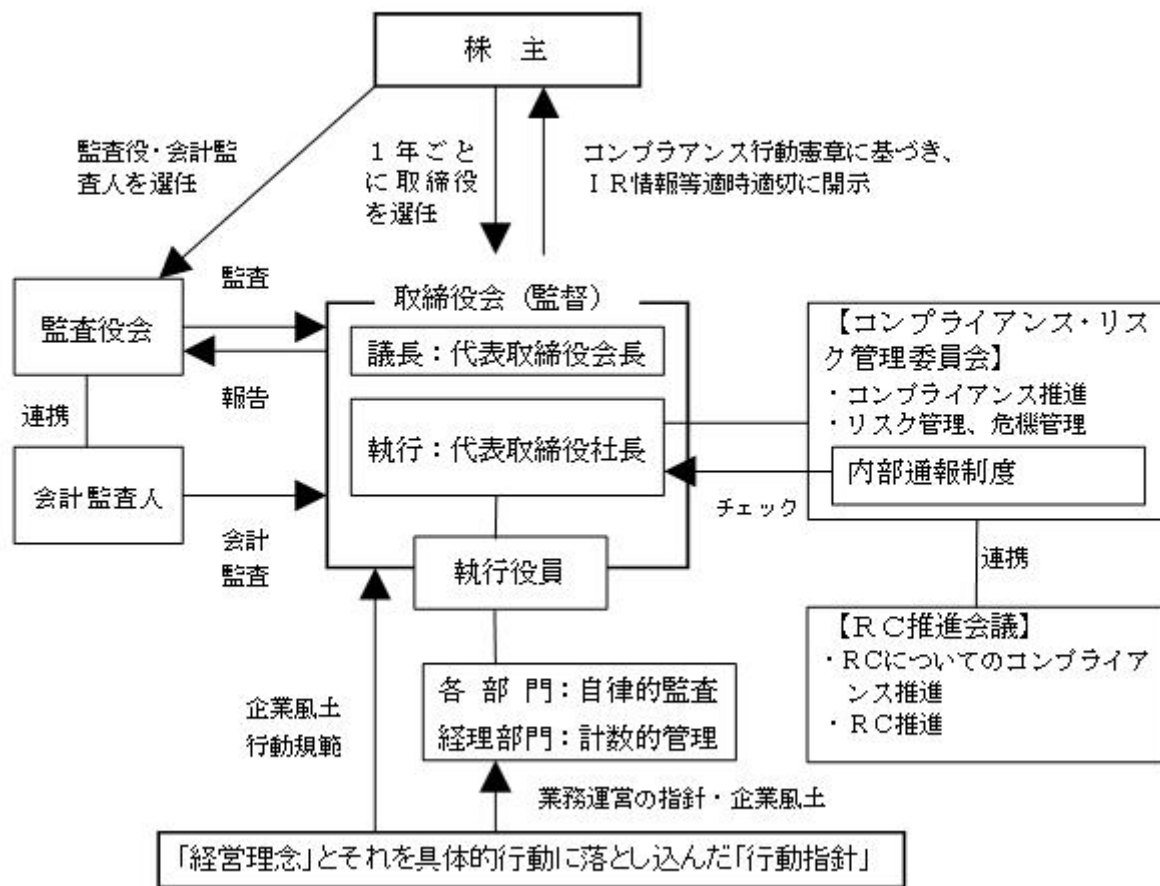 株 主
監査役・会計監
査人を選任
１年ごと
に取締役
を選任
コンプラアンス行動憲章に基づき、
ＩＲ情報等適時適切に開示
監査
取締役会（監督）
監査役会
議長：代表取締役会長
【コンプライアンス・リス
ク管理委員会】
・コンプライアンス推進
・リスク管理、危機管理
報告
連携
執行：代表取締役社長
内部通報制度
会計監査人
チェック
会計
監査
執行役員
連携
【ＲＣ推進会議】
・RCについてのコンプライア
ンス推進
・ＲＣ推進
各 部 門：自律的監査
経理部門：計数的管理
企業風土
行動規範
業務運営の指針・企業風土
「経営理念」とそれを具体的行動に落とし込んだ「行動指針」